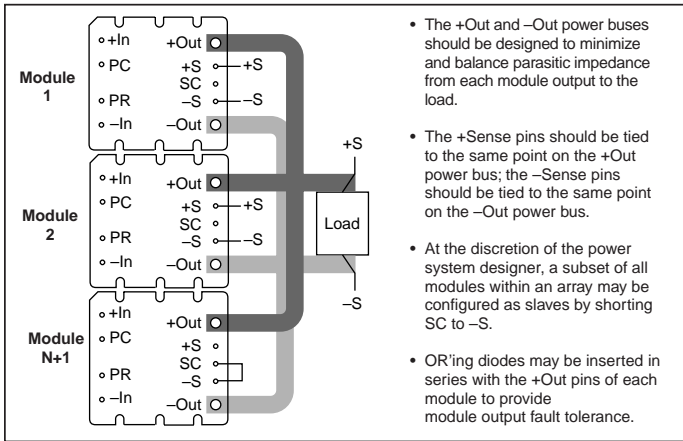 Module
1
+In
PC
PR
–In
+Out
+S
SC
–S
–Out
+S
–S
Module
2
+In
PC
PR
–In
+Out
+S
SC
–S
–Out
+S
–S
Module
N+1
+In
PC
PR
–In
+Out
+S
SC
–S
–Out
+S
Load
–S
• The +Out and –Out power buses
should be designed to minimize
and balance parasitic impedance
from each module output to the
load.
• The +Sense pins should be tied
to the same point on the +Out
power bus; the –Sense pins
should be tied to the same point
on the –Out power bus.
• At the discretion of the power
system designer, a subset of all
modules within an array may be
configured as slaves by shorting
SC to –S.
• OR'ing diodes may be inserted in
series with the +Out pins of each
module to provide
module output fault tolerance.